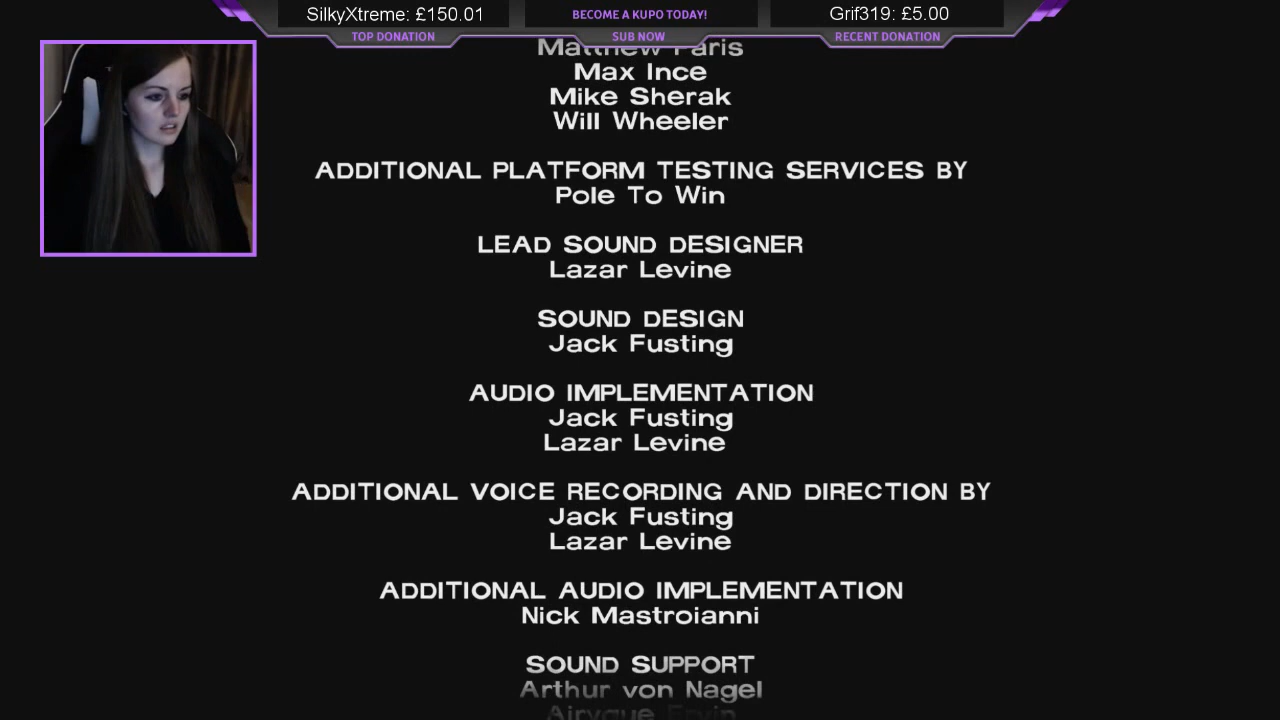 SilkyXtreme: £150.01
BECOME A KUPO TODAY!
Grif319: £5.00
TOP DONATION
SUB NOW
RECENT DONATION
Matthew Paris
Max Ince
Mike Sherak
Will Wheeler
ADDITIONAL PLATFORM TESTING SERVICES BY
Pole To Win
LEAD SOUND DESIGNER
Lazar Levine
SOUND DESIGN
Jack Fusting
AUDIO IMPLEMENTATION
Jack Fusting
Lazar Levine
ADDITIONAL VOICE RECORDING AND DIRECTION BY
Jack Fusting
Lazar Levine
ADDITIONAL AUDIO IMPLEMENTATION
Nick Mastroianni
SOUND SUPPORT
Arthur von Nagel